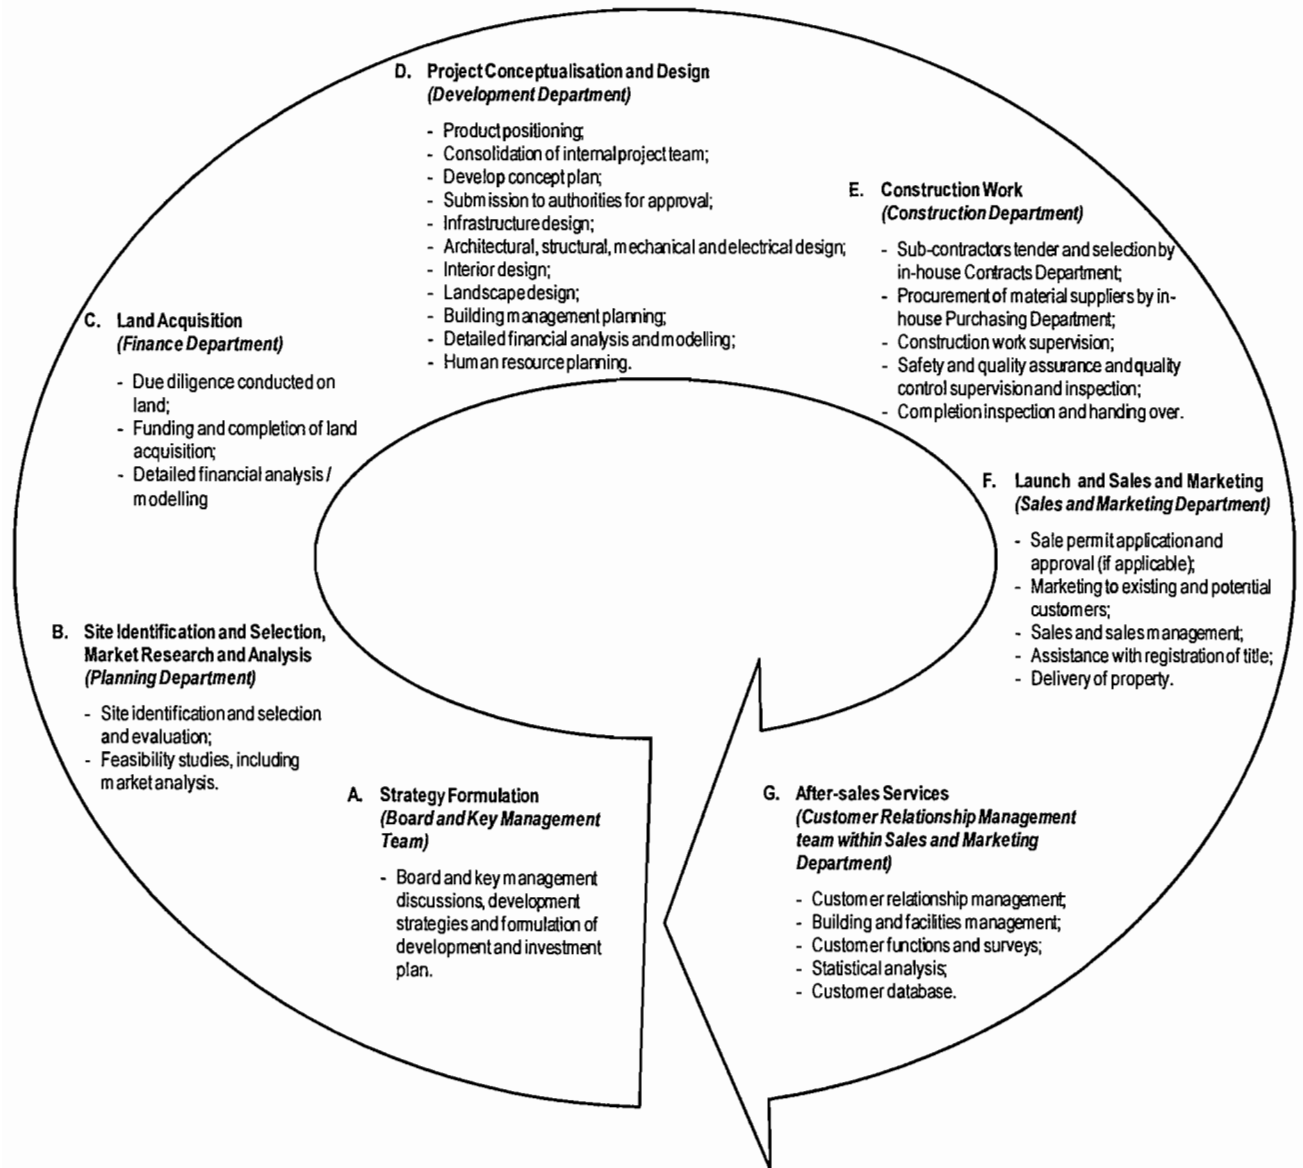 D. Project Conceptualisation and Design
(Development Department)
- Product positioning;
- Consolidation of internal project team;
- Develop concept plan;
- Submission to authorities for approval;
- Infrastructure design;
- Architectural, structural, mechanical and electrical design;
- Interior design;
- Landscape design;
- Building management planning;
- Detailed financial analysis and modelling;
- Human resource planning.
E. Construction Work
(Construction Department)
- Sub-contractors tender and selection by
in-house Contracts Department;
- Procurement of material suppliers by in-
house Purchasing Department;
- Construction work supervision;
- Safety and quality assurance and quality
control supervision and inspection;
- Completion inspection and handing over.
C. Land Acquisition
(Finance Department)
- Due diligence conducted on
land;
- Funding and completion of land
acquisition;
- Detailed financial analysis /
modelling
F. Launch and Sales and Marketing
(Sales and Marketing Department)
- Sale permit application and
approval (if applicable);
- Marketing to existing and potential
customers;
- Sales and sales management;
- Assistance with registration of title;
- Delivery of property.
B. Site Identification and Selection,
Market Research and Analysis
(Planning Department)
- Site identification and selection
and evaluation;
- Feasibility studies, including
market analysis.
A. Strategy Formulation
(Board and Key Management
Team)
- Board and key management
discussions, development
strategies and formulation of
development and investment
plan.
G. After-sales Services
(Customer Relationship Management
team within Sales and Marketing
Department)
- Customer relationship management;
- Building and facilities management;
- Customer functions and surveys;
- Statistical analysis;
- Customer database.